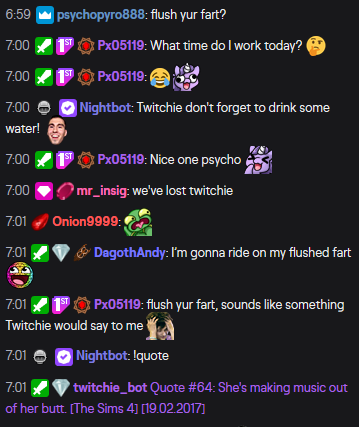 6:59 psychopyro888: flush yur fart?
7:00 1ST Px05119: What time do I work today?
7:00 1ST Px05119:
7:00 Nightbot: Twitchie don't forget to drink some
water!
7:00 1ST Px05119: Nice one psycho
7:00 mr_insig: we've lost twitchie
7:01 Onion9999:
7:01 DagothAndy: I'm gonna ride on my flushed fart
7:01 1ST Px05119: flush yur fart, sounds like something
Twitchie would say to me
7:01 Nightbot: !quote
7:01 twitchie_bot Quote #64: She's making music out
of her butt. [The Sims 4] [19.02.2017]